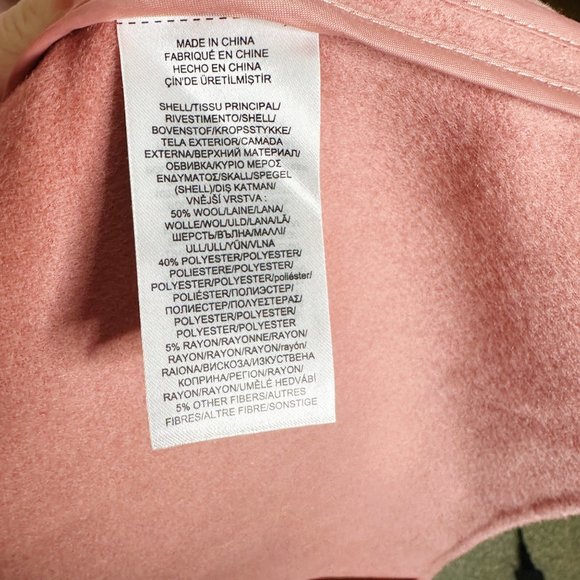 MADE IN CHINA
FABRIQUÉ EN CHINE
HECHO EN CHINA
ÇİN'DE ÜRETİLMİŞTİR
SHELL/TISSU PRINCIPAL/
RIVESTIMENTO/SHELL/
BOVENSTOF/KROPSSTYKKE/
TELA EXTERIOR/CAMADA
EXTERNA/ВЕРХНИЙ МАТЕРИАЛ/
ОБВИВКА/ΚΥΡΙΟ ΜΕΡΟΣ
ΕΝΔΥΜΑΤΟΣ/SKALL/SPEGEL
(SHELL)/DIŞ KATMAN/
VNĚJŠÍ VRSTVA :
50% WOOL/LAINE/LANA/
WOLLE/WOL/ULD/LANA/LÃ/
ШЕРСТЬ/ВЪЛНА/ΜΑΛΛΙ/
ULL/ULL/YÜN/VLNA
40% POLYESTER/POLYESTER/
POLIESTERE/POLYESTER/
POLYESTER/POLYESTER/poliéster/
POLIÉSTER/ПОЛИЭСТЕР/
ПОЛИЕСТЕР/ΠΟΛΥΕΣΤΕΡΑΣ/
POLYESTER/POLYESTER/
POLYESTER/POLYESTER
5% RAYON/RAYONNE/RAYON/
RAYON/RAYON/RAYON/rayón/
RAIONA/ВИСКОЗА/ИЗКУСТВЕНА
КОПРИНА/ΡΕΓΙΟΝ/RAYON/
RAYON/RAYON/UMĚLÉ HEDVÁBÍ
5% OTHER FIBERS/AUTRES
FIBRES/ALTRE FIBRE/SONSTIGE